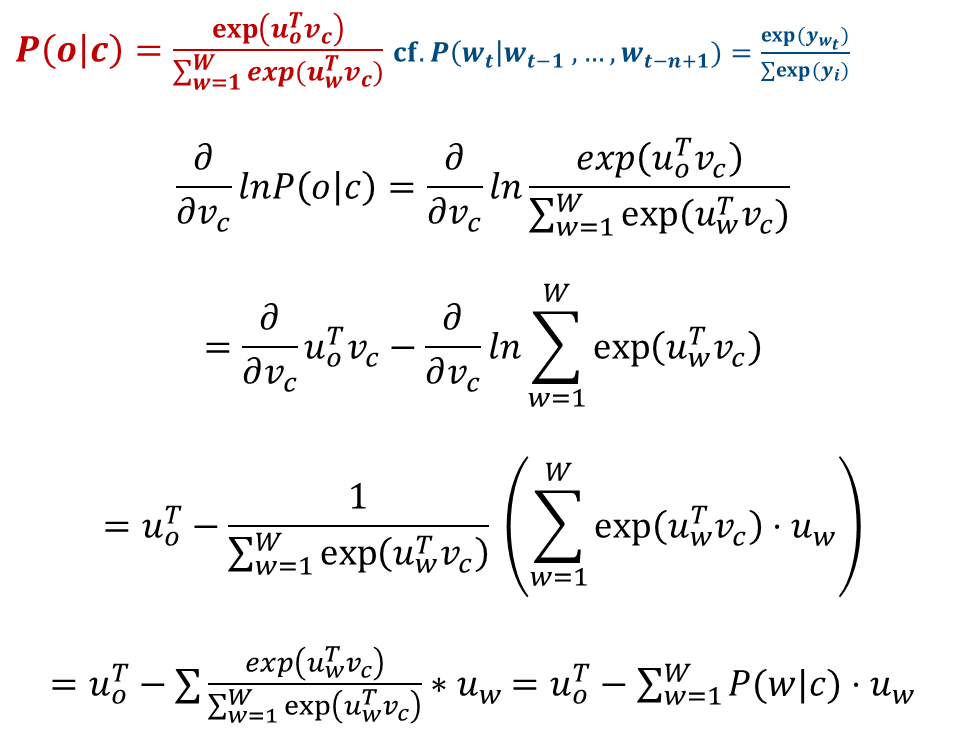 P(o|c) = exp(u_o^T v_c) / ∑_{w=1}^{W} exp(u_w^T v_c) cf. P(w_t|w_{t−1} , … , w_{t−n+1}) = exp(y_{w_t}) / ∑exp(y_i)
∂/∂v_c lnP(o|c) = ∂/∂v_c ln exp(u_o^T v_c) / ∑_{w=1}^{W} exp(u_w^T v_c)
= ∂/∂v_c u_o^T v_c − ∂/∂v_c ln ∑_{w=1}^{W} exp(u_w^T v_c)
= u_o^T − 1 / ∑_{w=1}^{W} exp(u_w^T v_c) (∑_{w=1}^{W} exp(u_w^T v_c) · u_w)
= u_o^T − ∑ exp(u_w^T v_c) / ∑_{w=1}^{W} exp(u_w^T v_c) * u_w = u_o^T − ∑_{w=1}^{W} P(w|c) · u_w